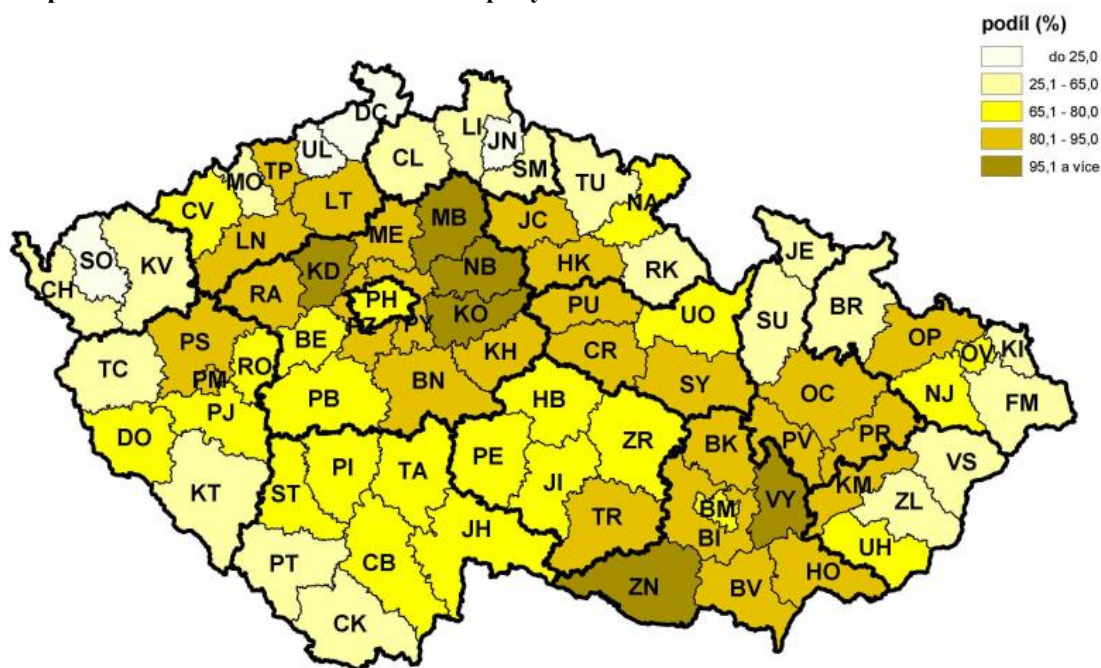 podíl (%)
do 25,0
25,1 - 65,0
65,1 - 80,0
80,1 - 95,0
95,1 a více
DC
LI
JN
UL
CL
SM
MO
TP
TU
NA
CV
LT
MB
JC
LN
ME
SO
KV
CH
KD
NB
HK
RK
JE
RA
PH
KO
PU
UO
SU
BR
BE
PZ
PY
OP
KI
OV
PS
RO
TC
PM
KH
CR
BN
SY
OC
NJ
FM
PJ
PB
HB
DO
ZR
BK
PV
PR
PE
VS
KT
ST
PI
TA
JI
KM
VY
ZL
BM
TR
BI
JH
UH
PT
CB
ZN
BV
HO
CK